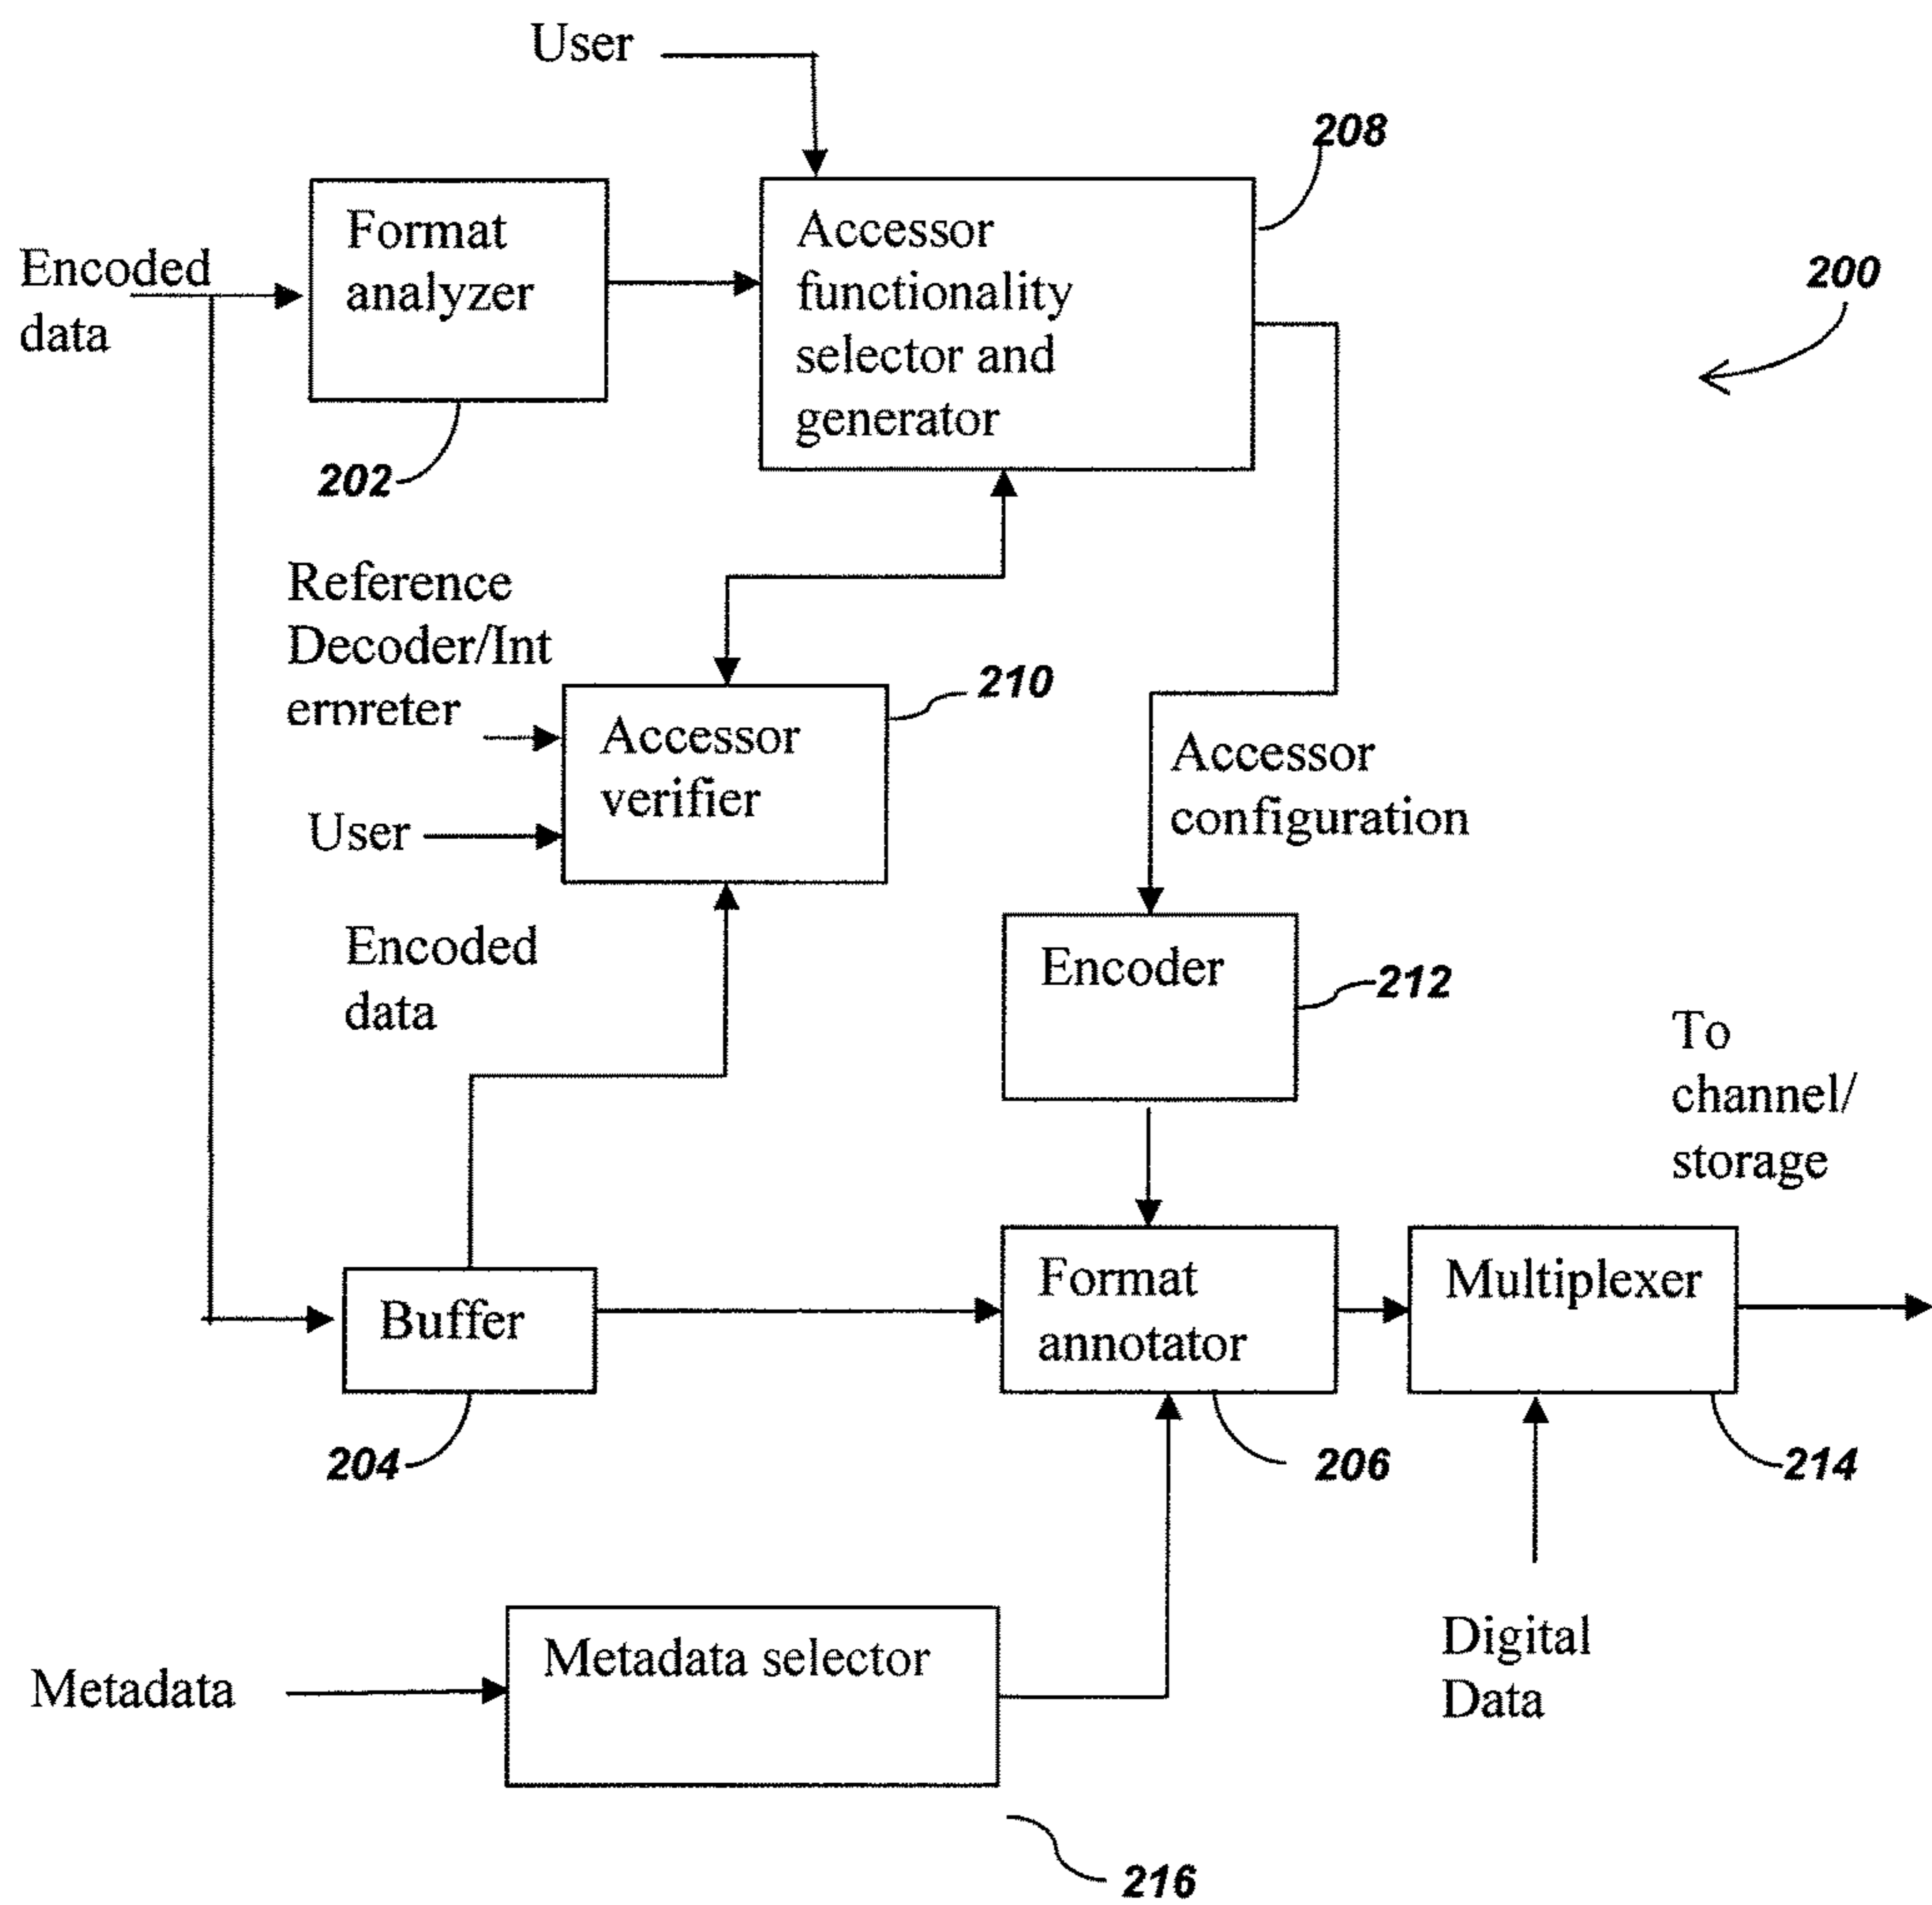 User
208
Format
analyzer
Accessor
functionality
selector and
generator
Encoded
data
200
202
Reference
Decoder/Int
erpreter
210
Accessor
verifier
User
Accessor
configuration
Encoded
data
Encoder
212
To
channel/
storage
Buffer
Format
annotator
Multiplexer
204
206
214
Metadata selector
Metadata
Digital
Data
216